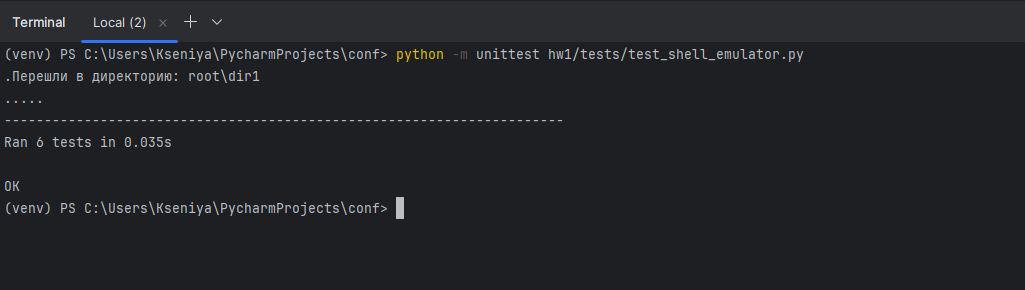 Terminal Local (2)
(venv) PS C:\Users\Kseniya\PycharmProjects\conf> python -m unittest hw1/tests/test_shell_emulator.py
.Перешли в директорию: root\dir1
.....
----------------------------------------------------------------------
Ran 6 tests in 0.035s
OK
(venv) PS C:\Users\Kseniya\PycharmProjects\conf>